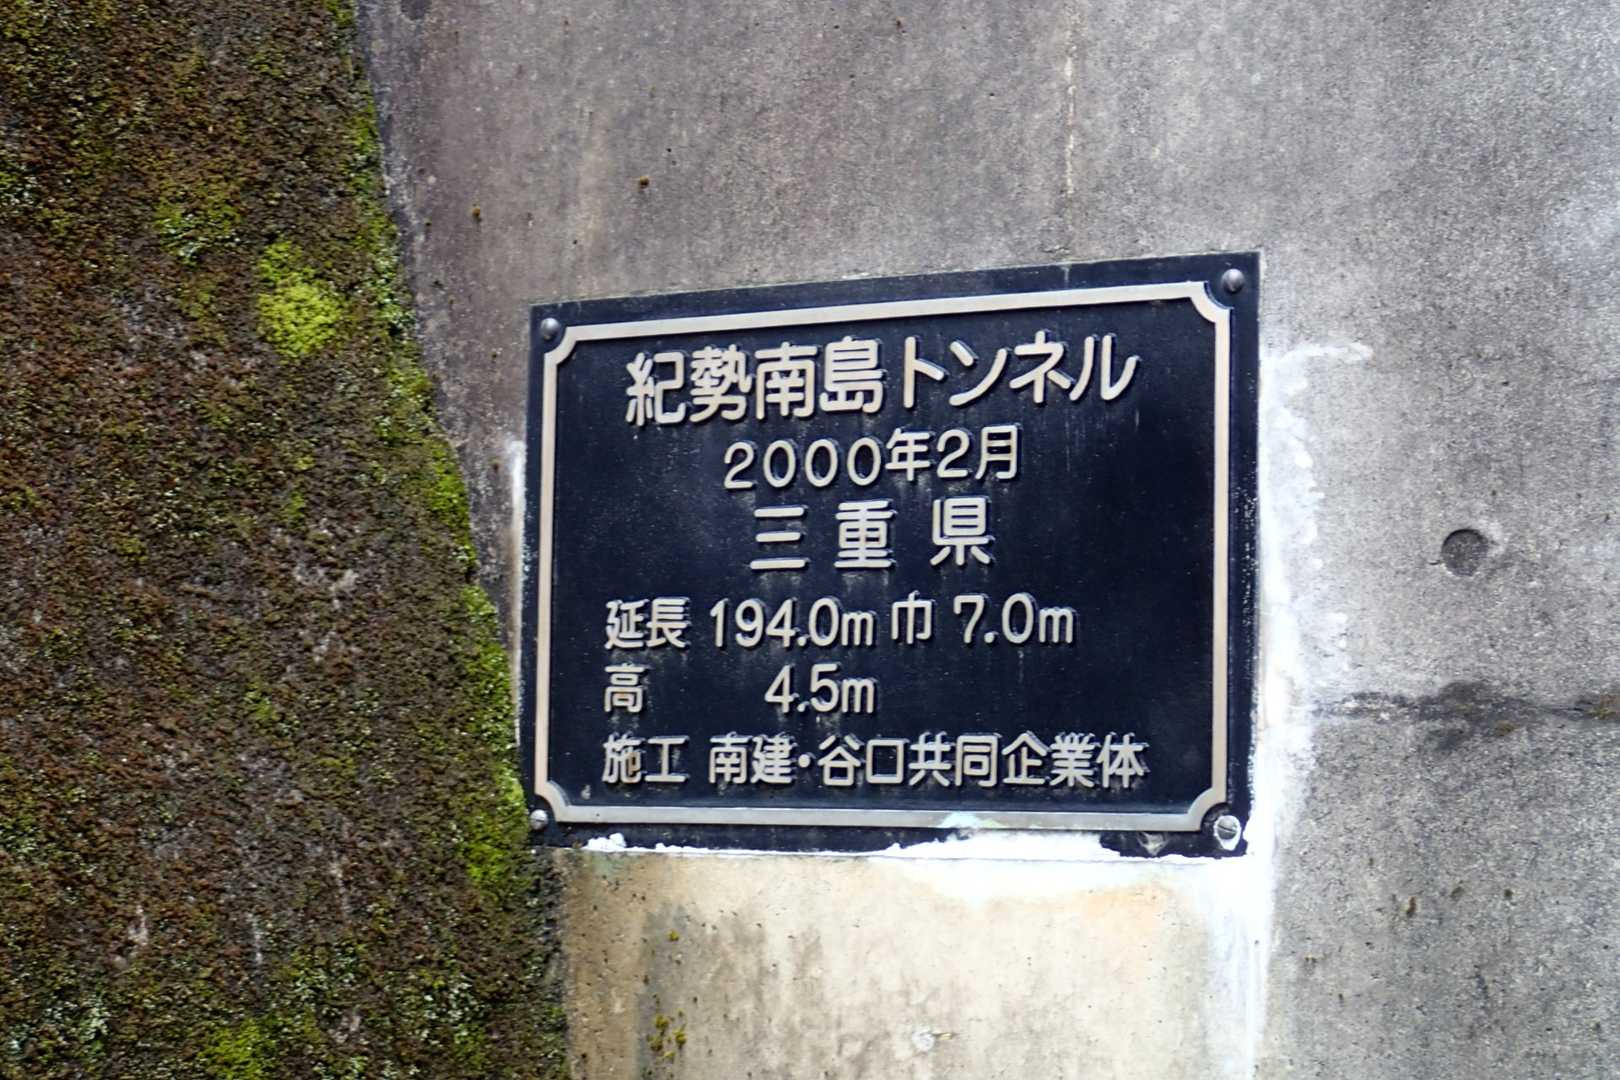 紀勢南島トンネル
2000年2月
三重県
延長 194.0m 巾 7.0m
高 4.5m
施工 南建・谷口共同企業体